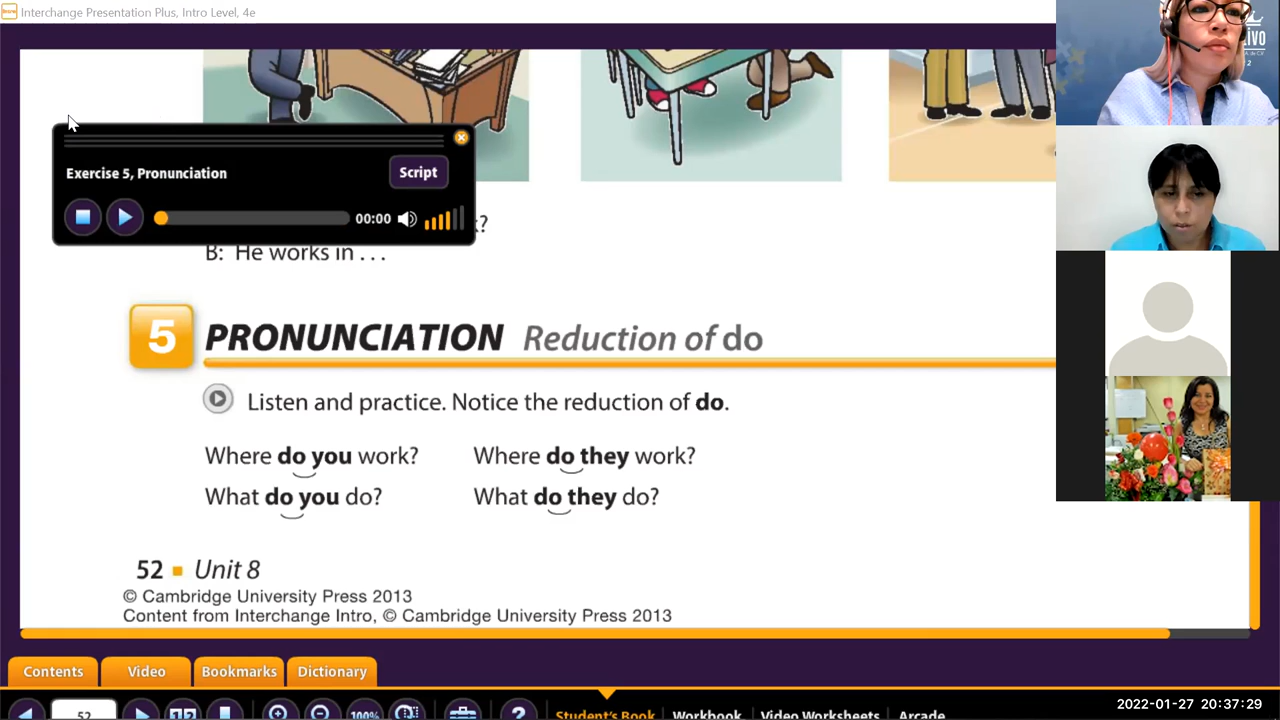 Interchange Presentation Plus, Intro Level, 4e
Exercise 5, Pronunciation
Script
00:00
?
B: He works in . . .
5 PRONUNCIATION Reduction of do
Listen and practice. Notice the reduction of do.
Where do you work? Where do they work?
What do you do? What do they do?
52 ▪ Unit 8
© Cambridge University Press 2013
Content from Interchange Intro, © Cambridge University Press 2013
Contents Video Bookmarks Dictionary
52 100% ? Student's Book Workbook Video Worksheets Arcade
2022-01-27 20:37:29